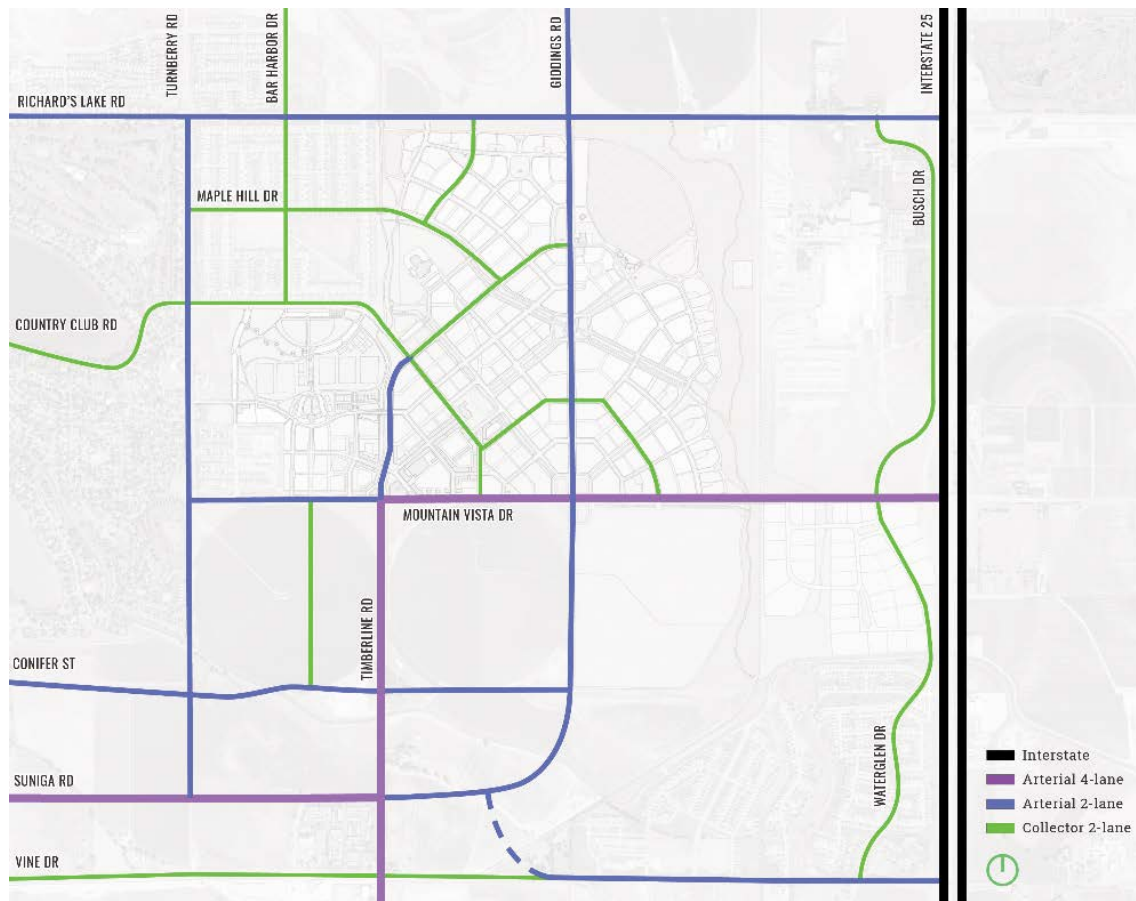 TURNBERRY RD
BAR HARBOR DR
GIDDINGS RD
INTERSTATE 25
RICHARD'S LAKE RD
MAPLE HILL DR
BUSCH DR
COUNTRY CLUB RD
MOUNTAIN VISTA DR
TIMBERLINE RD
CONIFER ST
WATERGLEN DR
SUNIGA RD
VINE DR
Interstate
Arterial 4-lane
Arterial 2-lane
Collector 2-lane